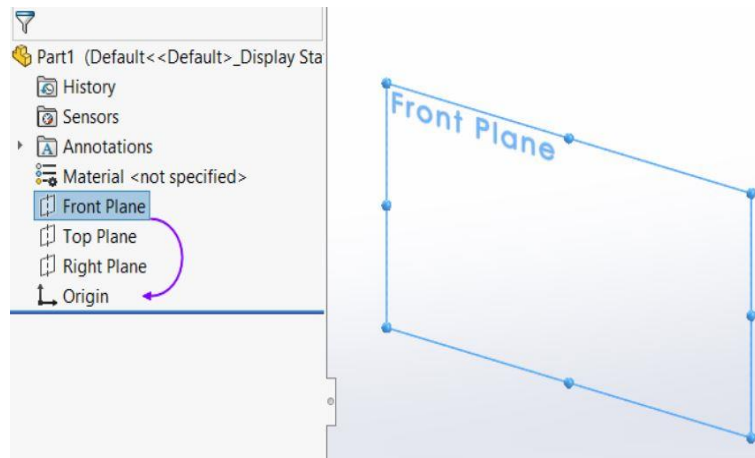 Part1 (Default<<Default>_Display Sta
History
Sensors
Annotations
Material <not specified>
Front Plane
Top Plane
Right Plane
Origin
Front Plane